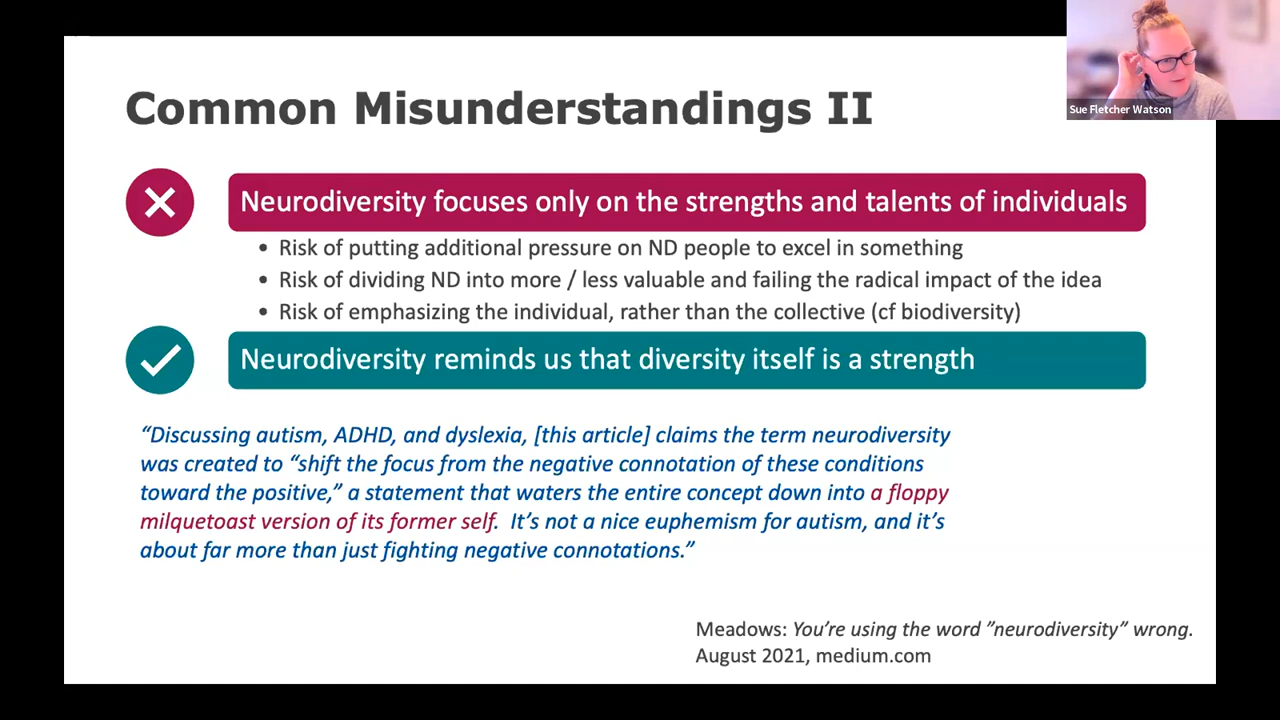 Common Misunderstandings II
Sue Fletcher Watson
Neurodiversity focuses only on the strengths and talents of individuals
• Risk of putting additional pressure on ND people to excel in something
• Risk of dividing ND into more / less valuable and failing the radical impact of the idea
• Risk of emphasizing the individual, rather than the collective (cf biodiversity)
Neurodiversity reminds us that diversity itself is a strength
“Discussing autism, ADHD, and dyslexia, [this article] claims the term neurodiversity
was created to “shift the focus from the negative connotation of these conditions
toward the positive,” a statement that waters the entire concept down into a floppy
milquetoast version of its former self. It’s not a nice euphemism for autism, and it’s
about far more than just fighting negative connotations.”
Meadows: You’re using the word ”neurodiversity” wrong.
August 2021, medium.com